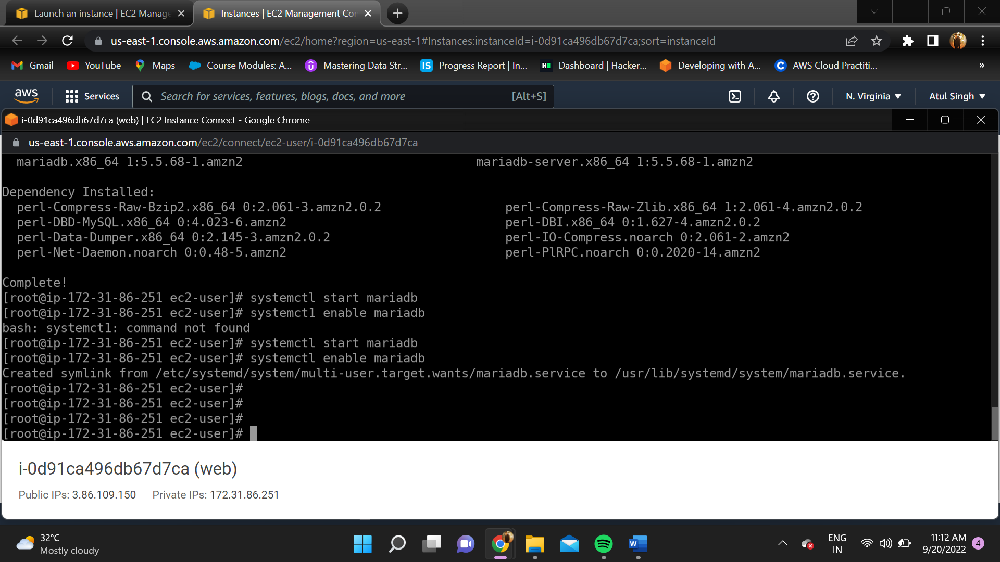 Launch an instance | EC2 Manage
Instances | EC2 Management Cor
us-east-1.console.aws.amazon.com/ec2/home?region=us-east-1#Instances:instanceId=i-0d91ca496db67d7ca;sort=instanceId
Gmail YouTube Maps Course Modules: A... Mastering Data Str... IS Progress Report | In... Dashboard | Hacker... Developing with A... AWS Cloud Practiti... »
aws Services Search for services, features, blogs, docs, and more [Alt+S] N. Virginia Atul Singh
i-0d91ca496db67d7ca (web) | EC2 Instance Connect - Google Chrome
us-east-1.console.aws.amazon.com/ec2/connect/ec2-user/i-0d91ca496db67d7ca
mariadb.x86_64 1:5.5.68-1.amzn2 mariadb-server.x86_64 1:5.5.68-1.amzn2
Dependency Installed:
perl-Compress-Raw-Bzip2.x86_64 0:2.061-3.amzn2.0.2 perl-Compress-Raw-Zlib.x86_64 1:2.061-4.amzn2.0.2
perl-DBD-MySQL.x86_64 0:4.023-6.amzn2 perl-DBI.x86_64 0:1.627-4.amzn2.0.2
perl-Data-Dumper.x86_64 0:2.145-3.amzn2.0.2 perl-IO-Compress.noarch 0:2.061-2.amzn2
perl-Net-Daemon.noarch 0:0.48-5.amzn2 perl-PlRPC.noarch 0:0.2020-14.amzn2
Complete!
[root@ip-172-31-86-251 ec2-user]# systemctl start mariadb
[root@ip-172-31-86-251 ec2-user]# systemct1 enable mariadb
bash: systemct1: command not found
[root@ip-172-31-86-251 ec2-user]# systemctl start mariadb
[root@ip-172-31-86-251 ec2-user]# systemctl enable mariadb
Created symlink from /etc/systemd/system/multi-user.target.wants/mariadb.service to /usr/lib/systemd/system/mariadb.service.
[root@ip-172-31-86-251 ec2-user]#
[root@ip-172-31-86-251 ec2-user]#
[root@ip-172-31-86-251 ec2-user]#
[root@ip-172-31-86-251 ec2-user]#
i-0d91ca496db67d7ca (web)
Public IPs: 3.86.109.150 Private IPs: 172.31.86.251
32°C
Mostly cloudy
ENG
IN
11:12 AM
9/20/2022
4